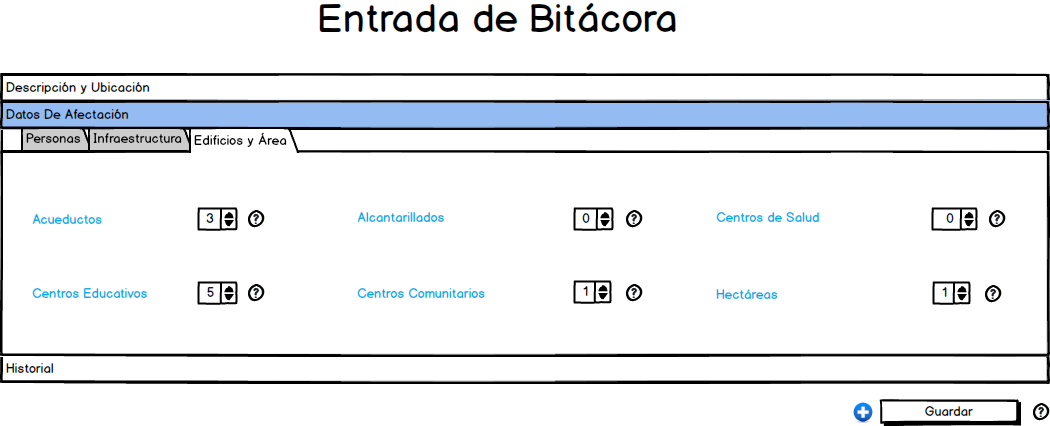 Entrada de Bitácora
Descripción y Ubicación
Datos De Afectación
Personas Infraestructura Edificios y Área
Acueductos 3 ? Alcantarillados 0 ? Centros de Salud 0 ?
Centros Educativos 5 ? Centros Comunitarios 1 ? Hectáreas 1 ?
Historial
Guardar ?